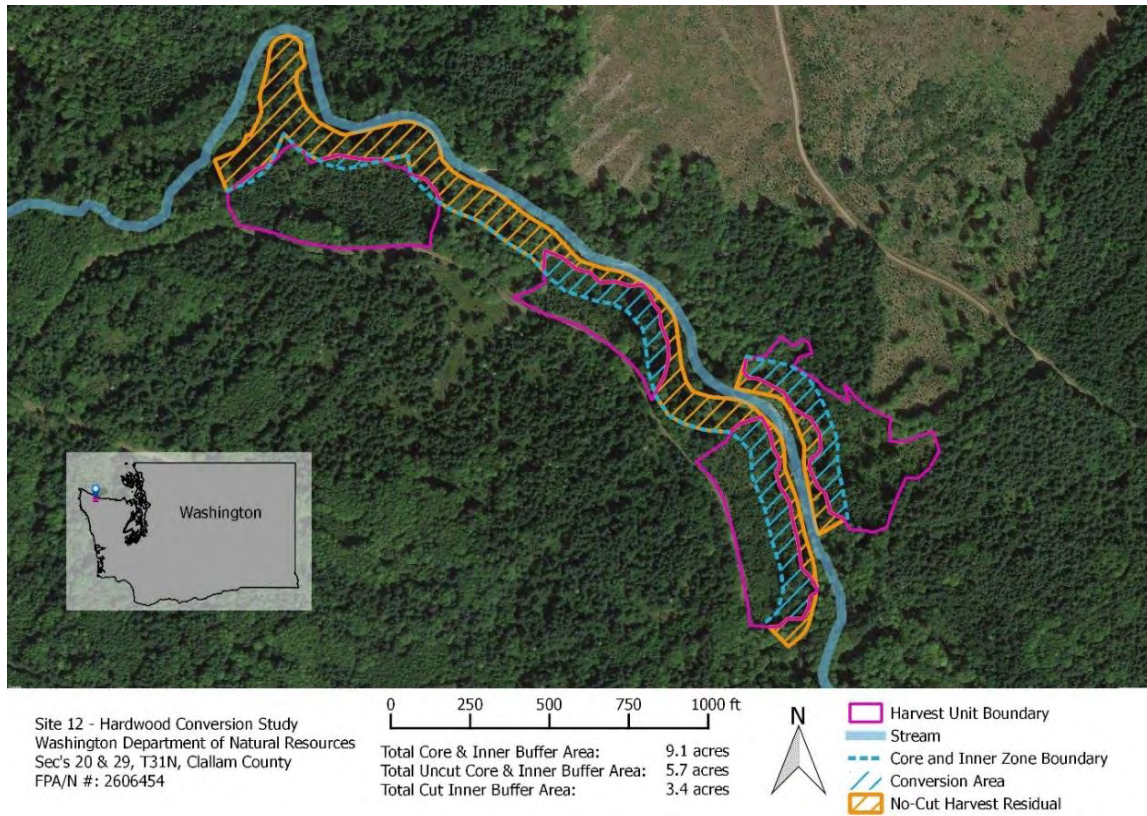 Washington
Site 12 - Hardwood Conversion Study
Washington Department of Natural Resources
Sec's 20 & 29, T31N, Clallam County
FPA/N #: 2606454
0 250 500 750 1000 ft
Total Core & Inner Buffer Area: 9.1 acres
Total Uncut Core & Inner Buffer Area: 5.7 acres
Total Cut Inner Buffer Area: 3.4 acres
N
Harvest Unit Boundary
Stream
Core and Inner Zone Boundary
Conversion Area
No-Cut Harvest Residual